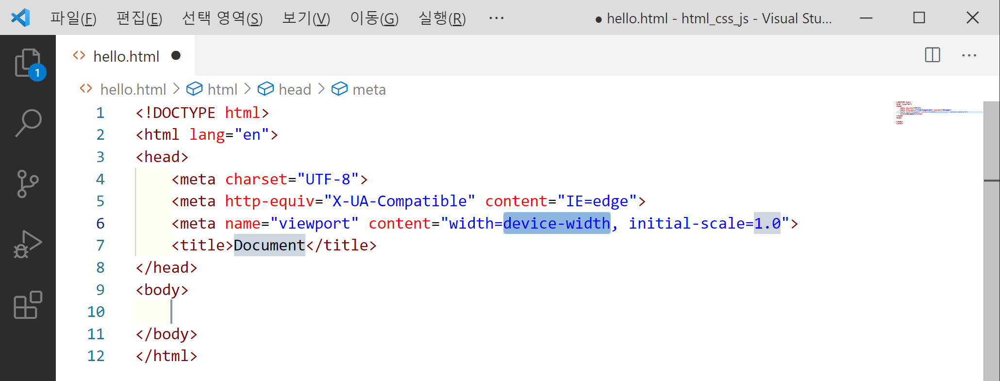 파일(F) 편집(E) 선택 영역(S) 보기(V) 이동(G) 실행(R) ··· ● hello.html - html_css_js - Visual Stu...
<> hello.html ●
1
<> hello.html > html > head > meta
1 <!DOCTYPE html>
2 <html lang="en">
3 <head>
4 <meta charset="UTF-8">
5 <meta http-equiv="X-UA-Compatible" content="IE=edge">
6 <meta name="viewport" content="width=device-width, initial-scale=1.0">
7 <title>Document</title>
8 </head>
9 <body>
10
11 </body>
12 </html>